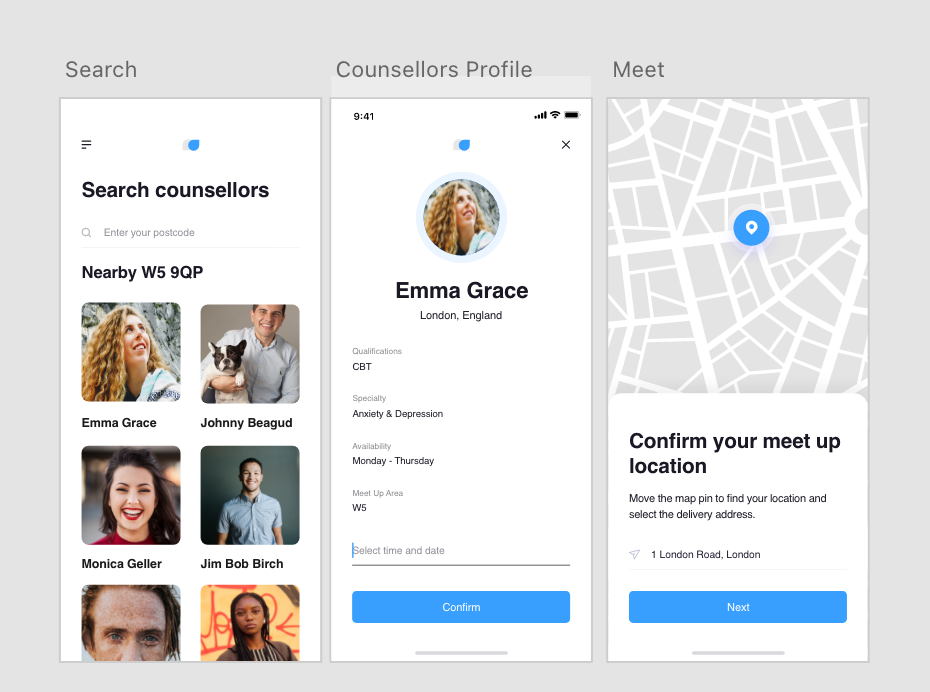 Search
Search counsellors
Enter your postcode
Nearby W5 9QP
Emma Grace
Johnny Beagud
Monica Geller
Jim Bob Birch
Counsellors Profile
9:41
Emma Grace
London, England
Qualifications
CBT
Specialty
Anxiety & Depression
Availability
Monday - Thursday
Meet Up Area
W5
Select time and date
Confirm
Meet
Confirm your meet up
location
Move the map pin to find your location and
select the delivery address.
1 London Road, London
Next